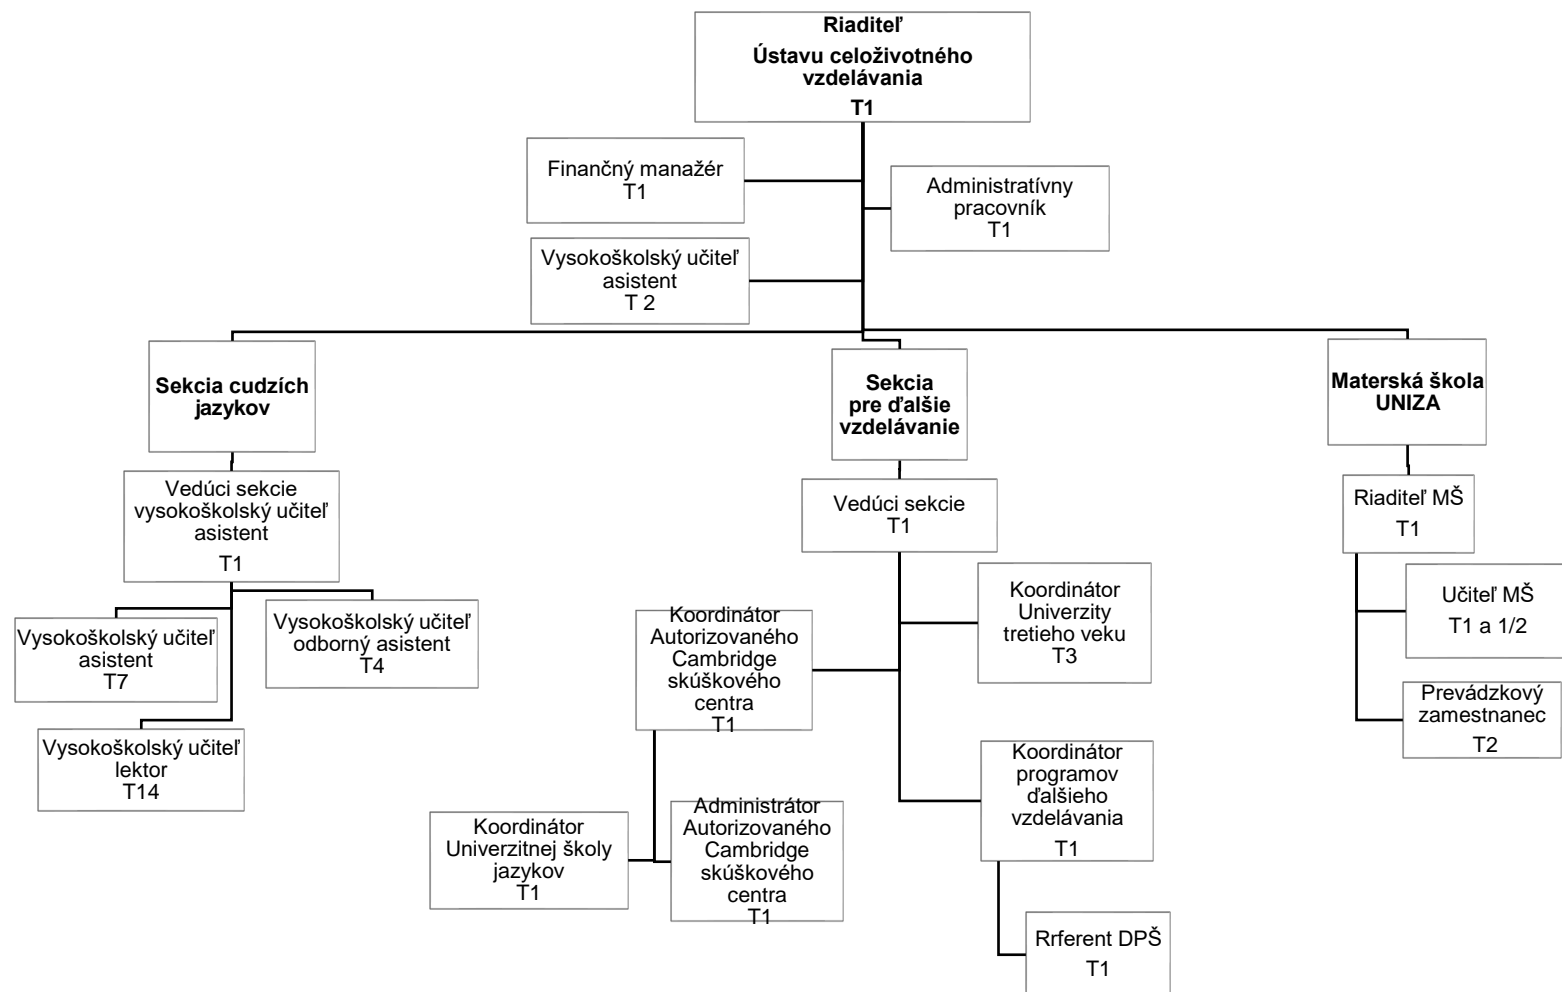 Riaditeľ
Ústavu celoživotného
vzdelávania
T1
Finančný manažér
T1
Administratívny
pracovník
T1
Vysokoškolský učiteľ
asistent
T 2
Sekcia cudzích
jazykov
Sekcia
pre ďalšie
vzdelávanie
Materská škola
UNIZA
Vedúci sekcie
vysokoškolský učiteľ
asistent
T1
Vedúci sekcie
T1
Riaditeľ MŠ
T1
Vysokoškolský učiteľ
asistent
T7
Vysokoškolský učiteľ
odborný asistent
T4
Vysokoškolský učiteľ
lektor
T14
Koordinátor
Autorizovaného
Cambridge
skúškového
centra
T1
Koordinátor
Univerzity
tretieho veku
T3
Učiteľ MŠ
T1 a 1/2
Prevádzkový
zamestnanec
T2
Koordinátor
Univerzitnej školy
jazykov
T1
Administrátor
Autorizovaného
Cambridge
skúškového
centra
T1
Koordinátor
programov
ďalšieho
vzdelávania
T1
Rrferent DPŠ
T1